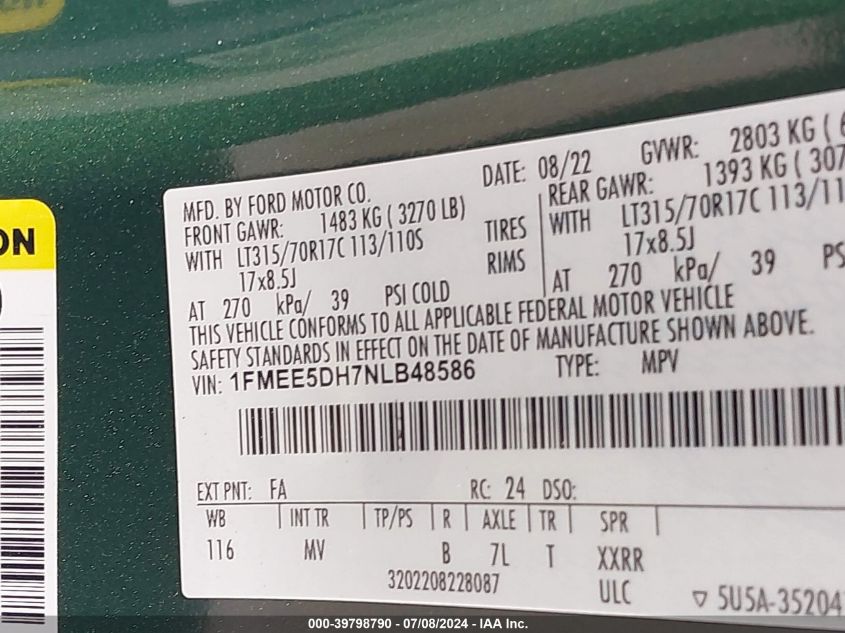 ON
MFD. BY FORD MOTOR CO.
DATE: 08/22 GVWR: 2803 KG (
FRONT GAWR: 1483 KG ( 3270 LB)
REAR GAWR: 1393 KG ( 307
WITH LT315/70R17C 113/110S TIRES WITH LT315/70R17C 113/11
17x8.5J RIMS 17x8.5J
AT 270 kPa/ 39 PSI COLD AT 270 kPa/ 39 PS
THIS VEHICLE CONFORMS TO ALL APPLICABLE FEDERAL MOTOR VEHICLE
SAFETY STANDARDS IN EFFECT ON THE DATE OF MANUFACTURE SHOWN ABOVE.
VIN: 1FMEE5DH7NLB48586 TYPE: MPV
EXT PNT: FA RC: 24 DSO:
WB INT TR TP/PS R AXLE TR SPR
116 MV B 7L T XXRR
3202208228087 ULC 5U5A-35204
000-39798790 - 07/08/2024 - IAA Inc.